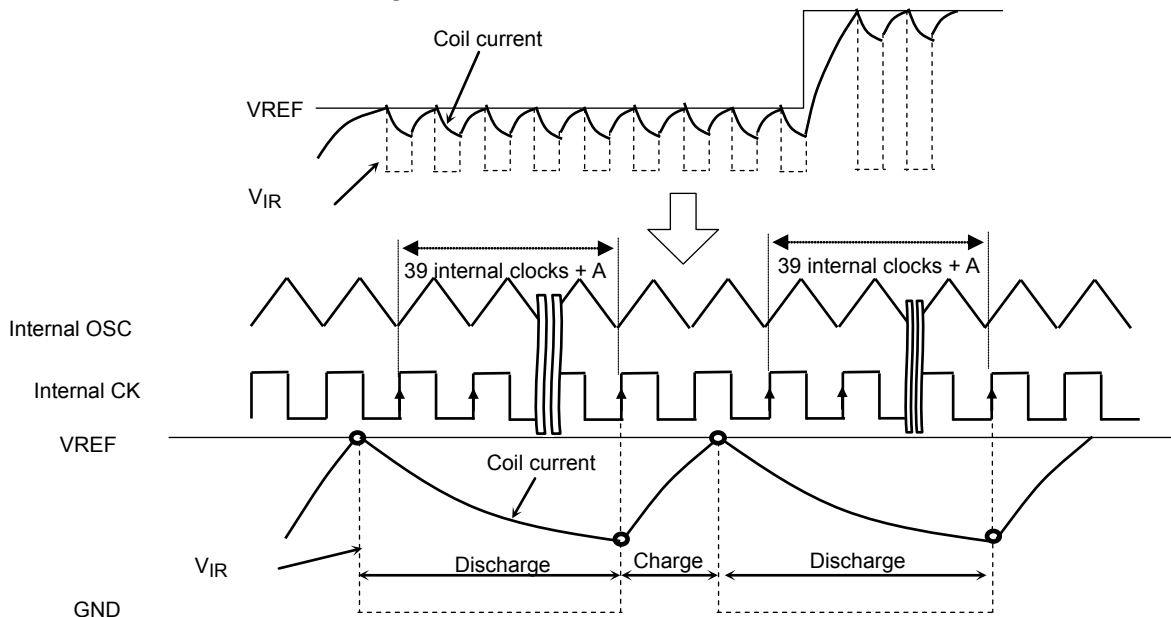 Coil current
VREF
VIR
39 internal clocks + A
39 internal clocks + A
Internal OSC
Internal CK
VREF
Coil current
VIR
Discharge
Charge
Discharge
GND